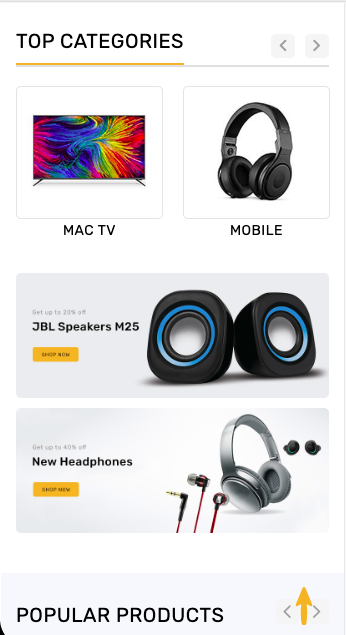 TOP CATEGORIES
MAC TV
MOBILE
Get up to 20% off
JBL Speakers M25
SHOP NOW
Get up to 40% off
New Headphones
SHOP NEW
POPULAR PRODUCTS